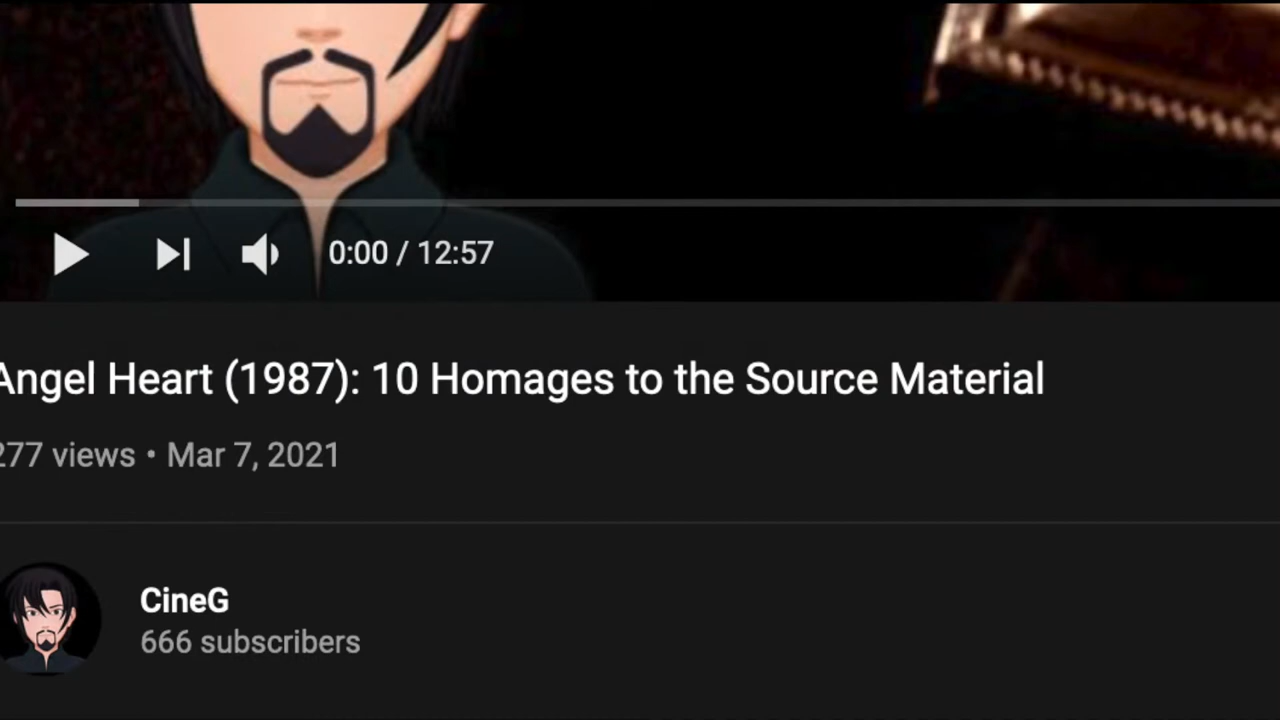 0:00 / 12:57
Angel Heart (1987): 10 Homages to the Source Material
277 views • Mar 7, 2021
CineG
666 subscribers